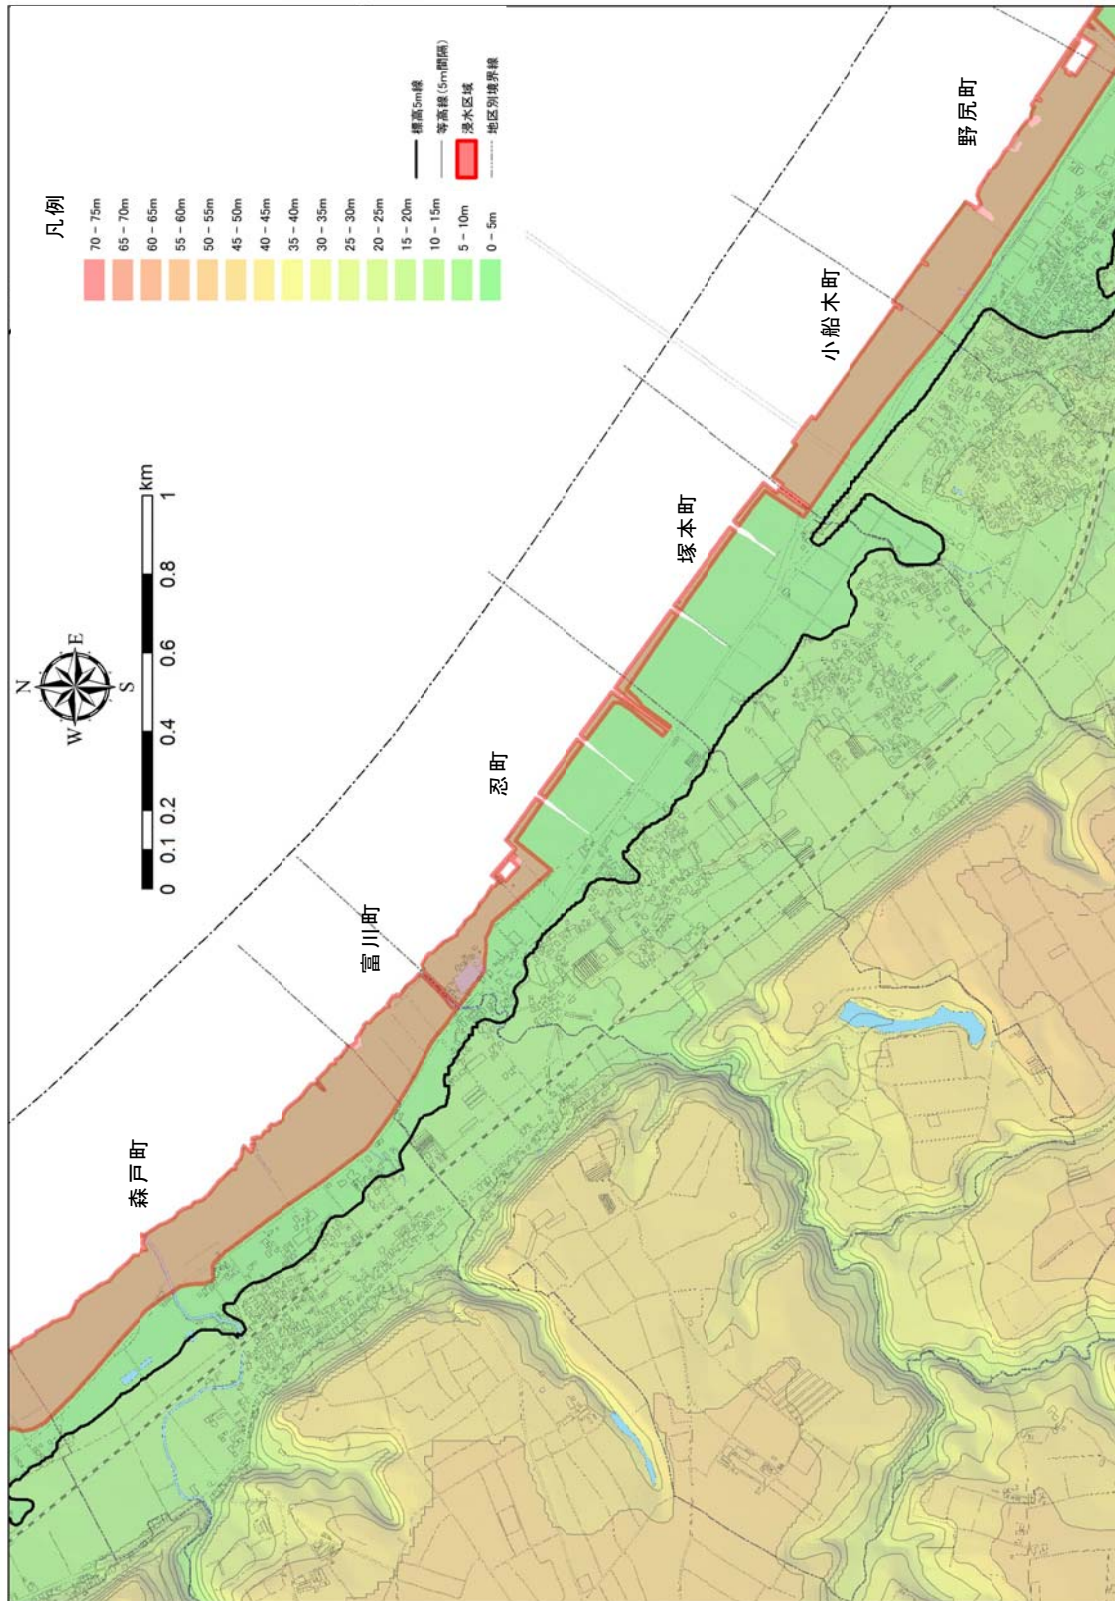 凡例
70 - 75m
65 - 70m
60 - 65m
55 - 60m
50 - 55m
45 - 50m
40 - 45m
35 - 40m
30 - 35m
25 - 30m
20 - 25m
15 - 20m
10 - 15m
5 - 10m
0 - 5m
標高5m線
等高線(5m間隔)
浸水区域
地区別境界線
N
W
E
S
km
0 0.1 0.2 0.4 0.6 0.8 1
森戸町
富川町
忍町
塚本町
小船木町
野尻町